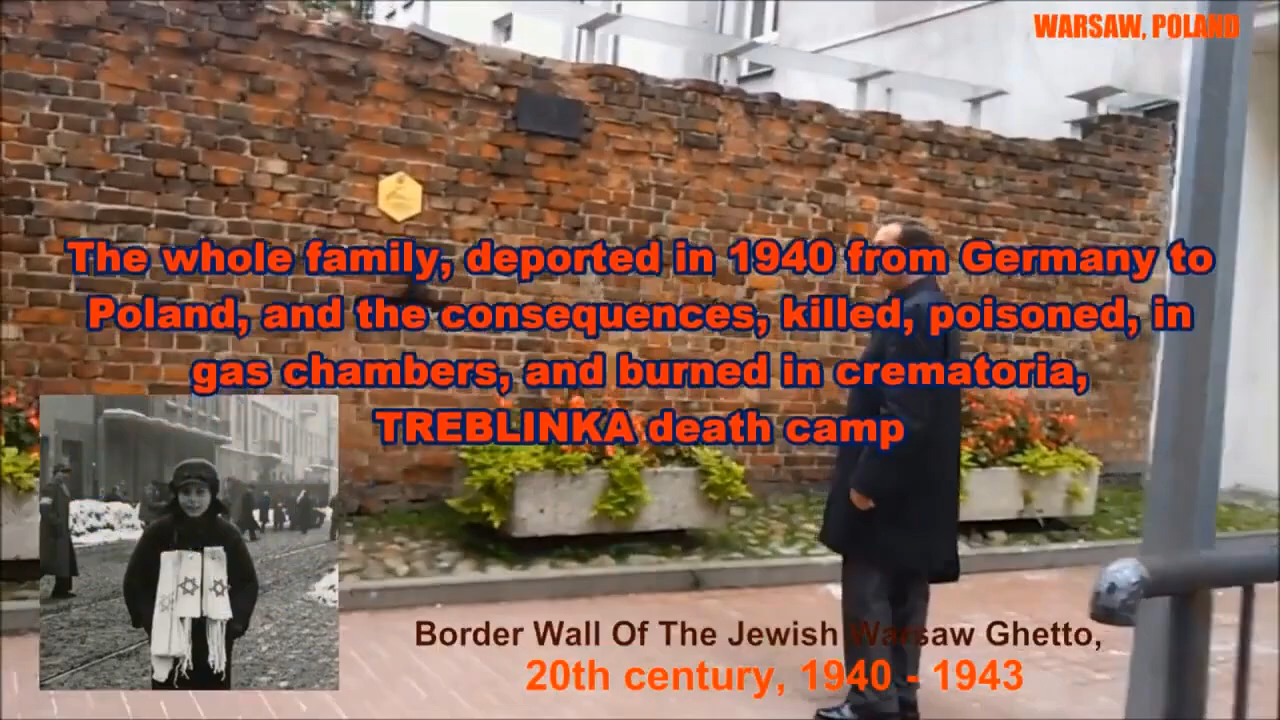 WARSAW, POLAND
The whole family, deported in 1940 from Germany to
Poland, and the consequences, killed, poisoned, in
gas chambers, and burned in crematoria,
TREBLINKA death camp
Border Wall Of The Jewish Warsaw Ghetto,
20th century, 1940 - 1943